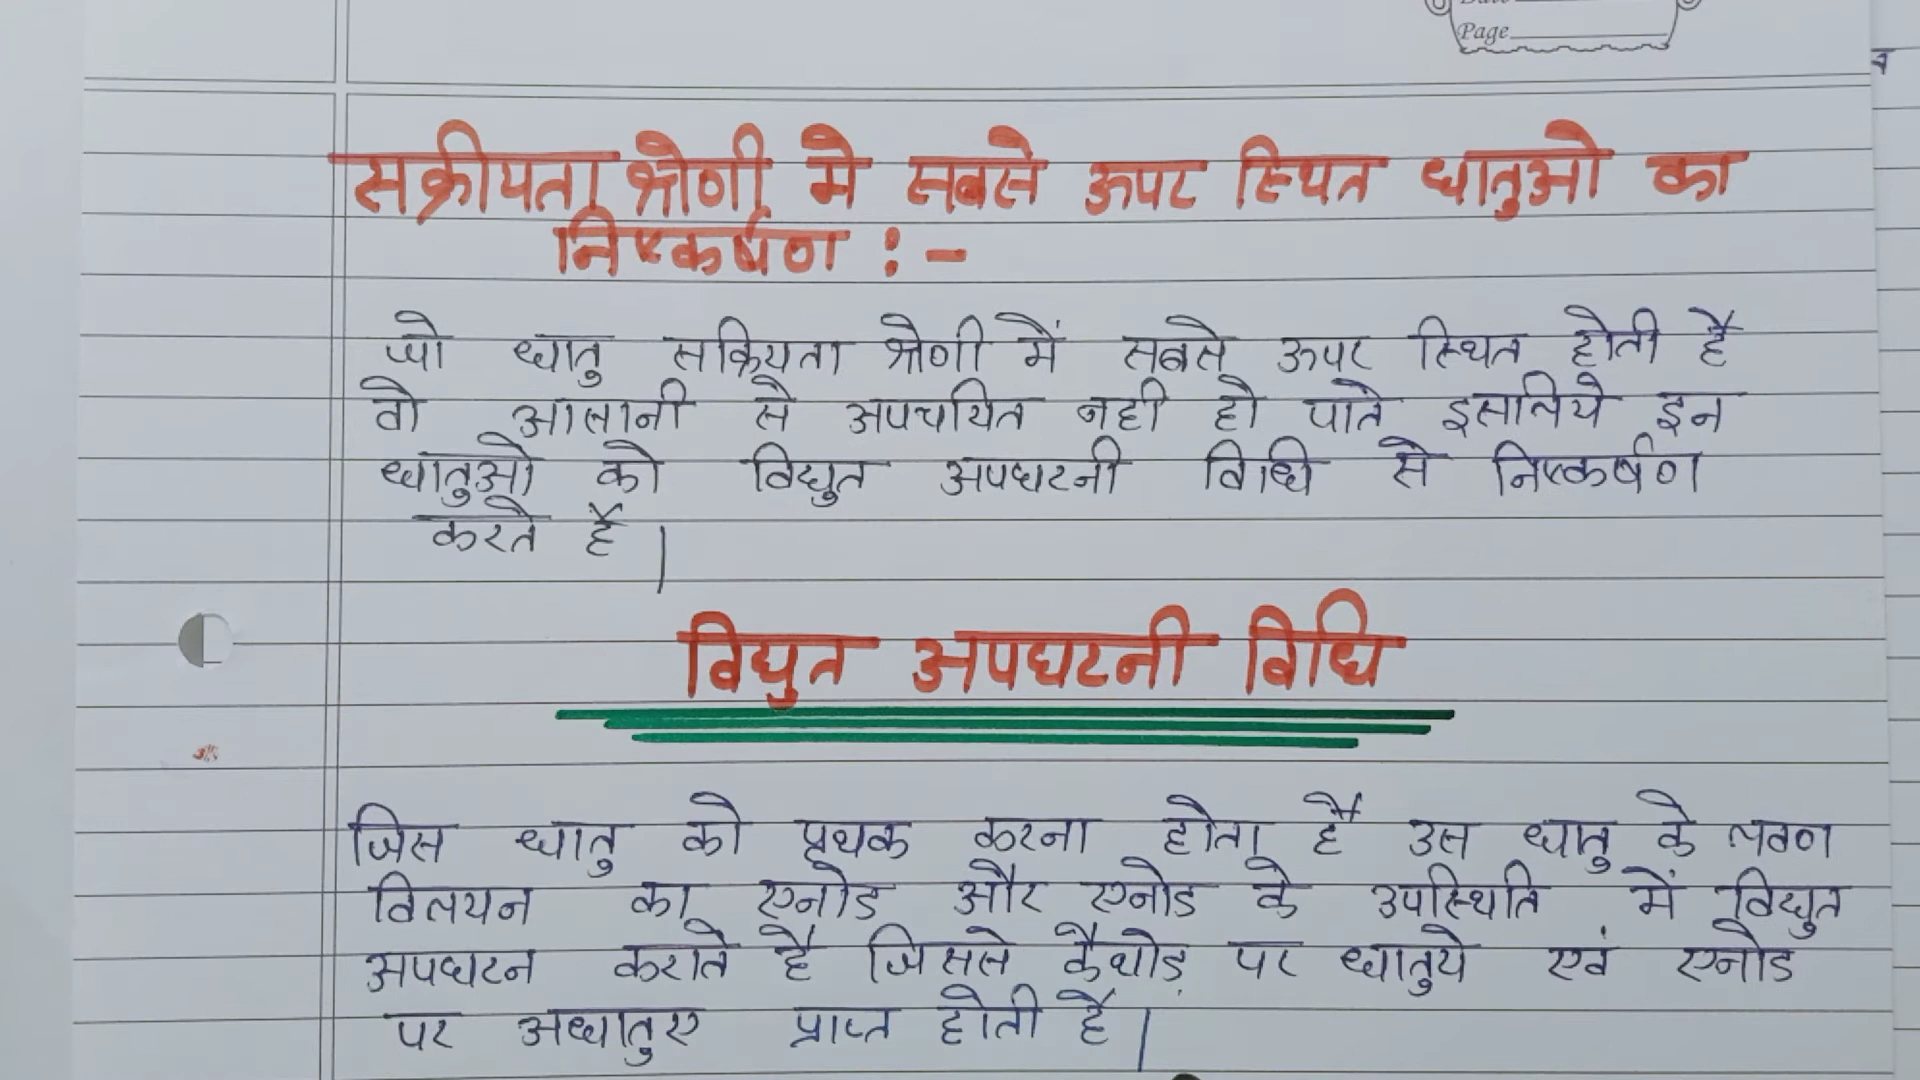 Page
सक्रीयता श्रेणी मे सबसे ऊपर स्थित धातुओ का
निष्कर्षण :-
जो धातु सक्रियता श्रेणी में सबसे ऊपर स्थित होती है
वो आसानी से अपचयित नही हो पाते इसलिये इन
धातुओ को विद्युत अपघटनी विधि से निष्कर्षण
करते है।
विद्युत अपघटनी विधि
जिस धातु को प्रथक करना होता है उस धातु के लवण
विलयन का एनोड और एनोड के उपस्थिति में विद्युत
अपघटन कराते है जिससे कैथोड़ पर धातुये एवं एनोड
पर अधातुए प्राप्त होती है।